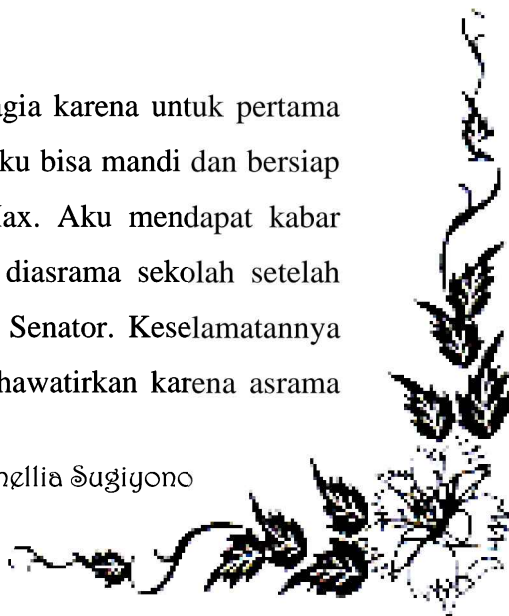 agia karena untuk pertama
ku bisa mandi dan bersiap
Max. Aku mendapat kabar
diasrama sekolah setelah
Senator. Keselamatannya
hawatirkan karena asrama
nellia Sugiyono